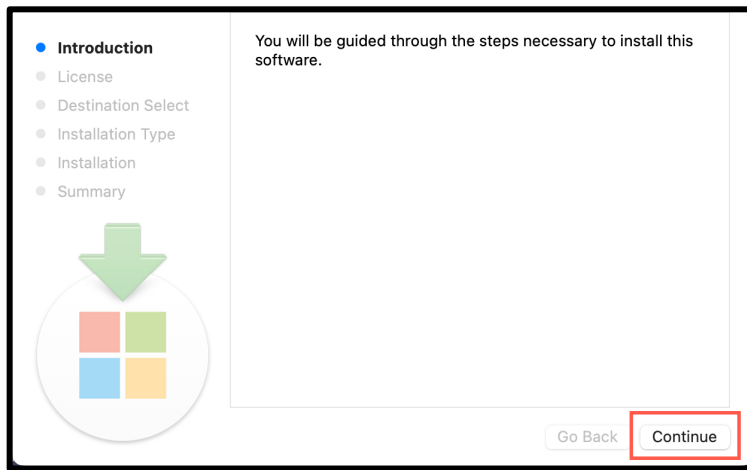 Introduction
License
Destination Select
Installation Type
Installation
Summary
You will be guided through the steps necessary to install this
software.
Go Back
Continue